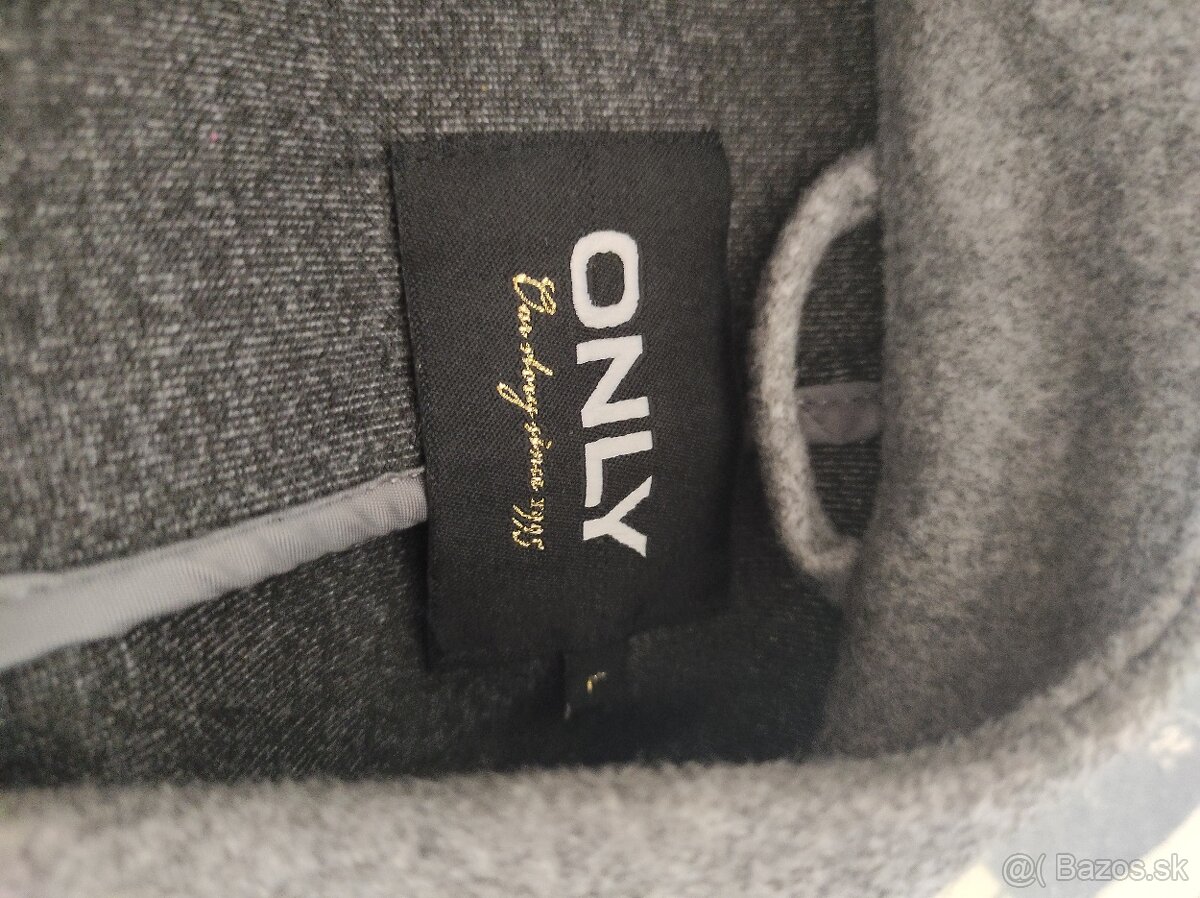 ONLY
Our story since 1995
L
@( Bazos.sk